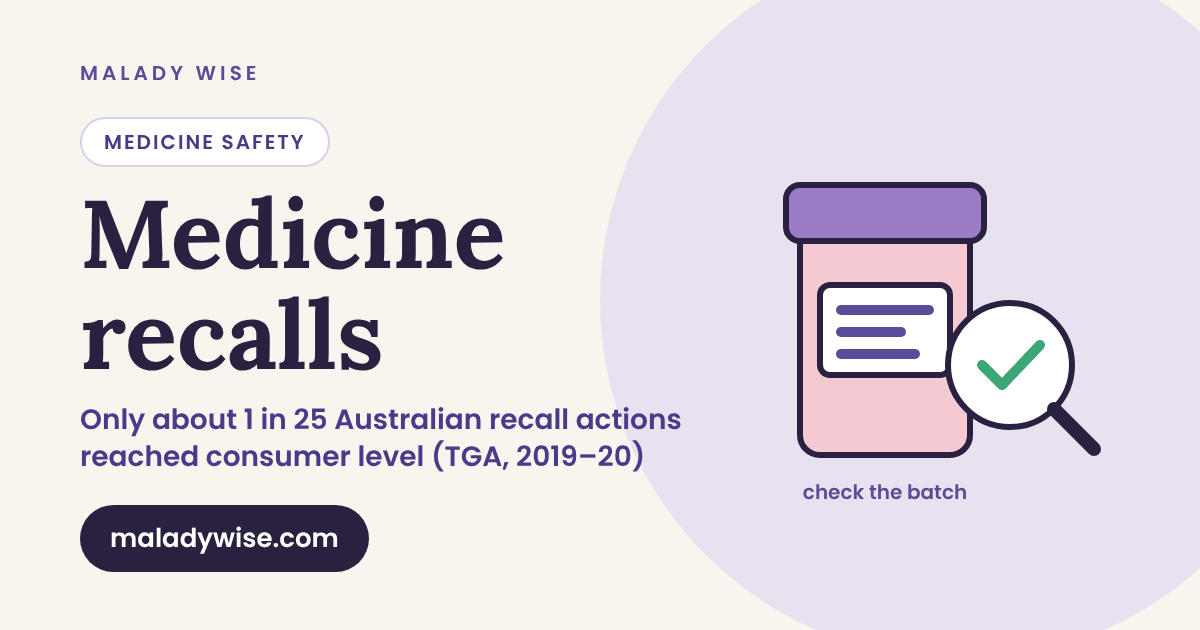 MALADY WISE
MEDICINE SAFETY
Medicine
recalls
Only about 1 in 25 Australian recall actions
reached consumer level (TGA, 2019–20)
maladywise.com
check the batch